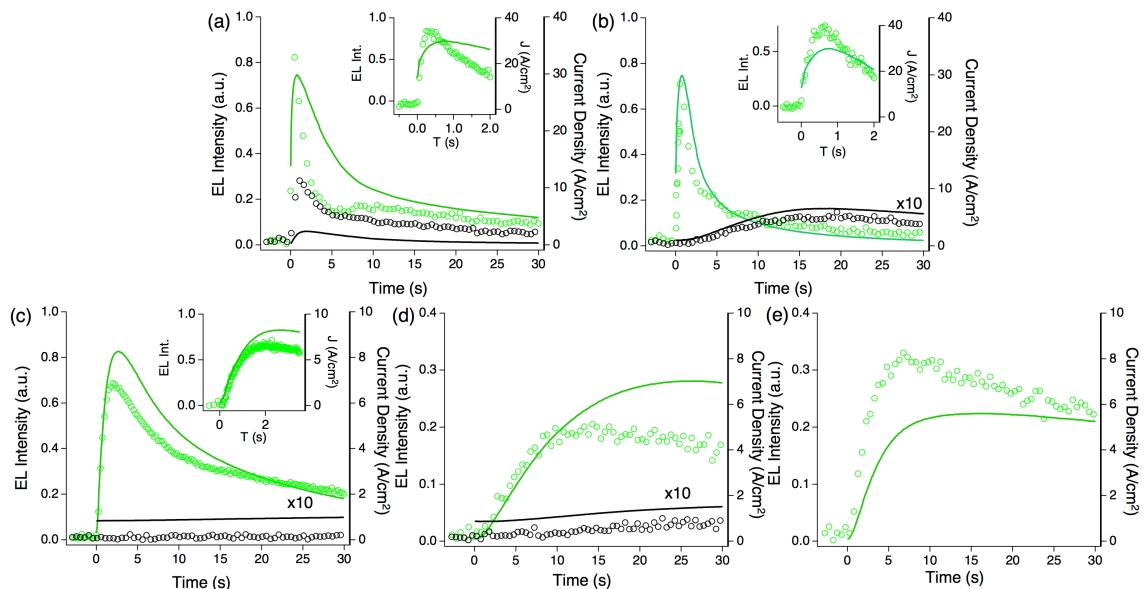 (a)
1.0
0.8
0.6
0.4
0.2
0.0
EL Intensity (a.u.)
0 5 10 15 20 25 30
Time (s)
40
30
20
10
0
Current Density (A/cm²)
EL Int.
1.0
0.5
0.0
0.0 1.0 2.0
T (s)
40
20
0
J (A/cm²)
(b)
1.0
0.8
0.6
0.4
0.2
0.0
EL Intensity (a.u.)
0 5 10 15 20 25 30
Time (s)
40
30
20
10
0
Current Density (A/cm²)
x10
EL Int.
0.5
0.0
0 1 2
T (s)
40
20
0
J (A/cm²)
(c)
1.0
0.8
0.6
0.4
0.2
0.0
EL Intensity (a.u.)
0 5 10 15 20 25 30
Time (s)
10
8
6
4
2
0
Current Density (A/cm²)
x10
EL Int.
1.0
0.5
0.0
0 2
T (s)
10
5
0
J (A/cm²)
(d)
0.4
0.3
0.2
0.1
0.0
EL Intensity (a.u.)
0 5 10 15 20 25 30
Time (s)
10
8
6
4
2
0
Current Density (A/cm²)
x10
(e)
0.4
0.3
0.2
0.1
0.0
EL Intensity (a.u.)
0 5 10 15 20 25 30
Time (s)
10
8
6
4
2
0
Current Density (A/cm²)